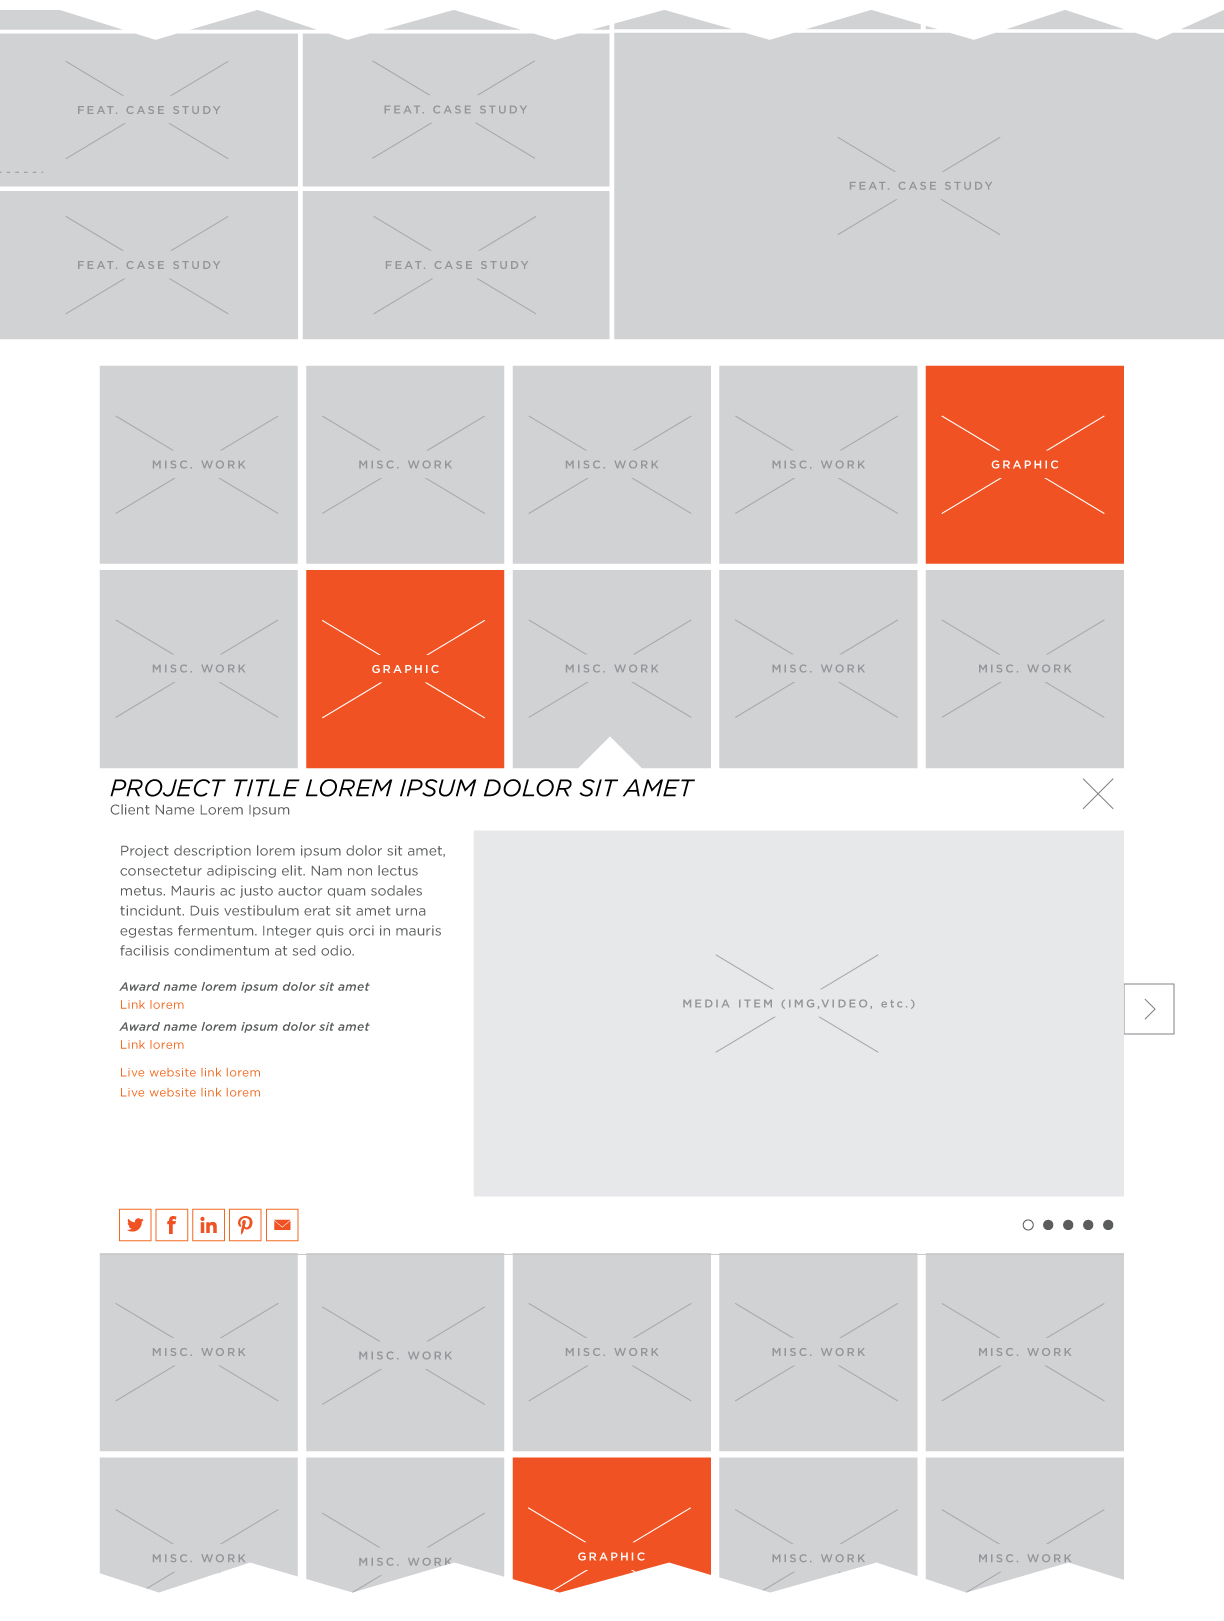 FEAT. CASE STUDY
FEAT. CASE STUDY
FEAT. CASE STUDY
FEAT. CASE STUDY
FEAT. CASE STUDY
MISC. WORK
MISC. WORK
MISC. WORK
MISC. WORK
GRAPHIC
MISC. WORK
GRAPHIC
MISC. WORK
MISC. WORK
MISC. WORK
PROJECT TITLE LOREM IPSUM DOLOR SIT AMET
Client Name Lorem Ipsum
Project description lorem ipsum dolor sit amet,
consectetur adipiscing elit. Nam non lectus
metus. Mauris ac justo auctor quam sodales
tincidunt. Duis vestibulum erat sit amet urna
egestas fermentum. Integer quis orci in mauris
facilisis condimentum at sed odio.
Award name lorem ipsum dolor sit amet
Link lorem
Award name lorem ipsum dolor sit amet
Link lorem
Live website link lorem
Live website link lorem
MEDIA ITEM (IMG,VIDEO, etc.)
MISC. WORK
MISC. WORK
MISC. WORK
MISC. WORK
MISC. WORK
MISC. WORK
MISC. WORK
GRAPHIC
MISC. WORK
MISC. WORK